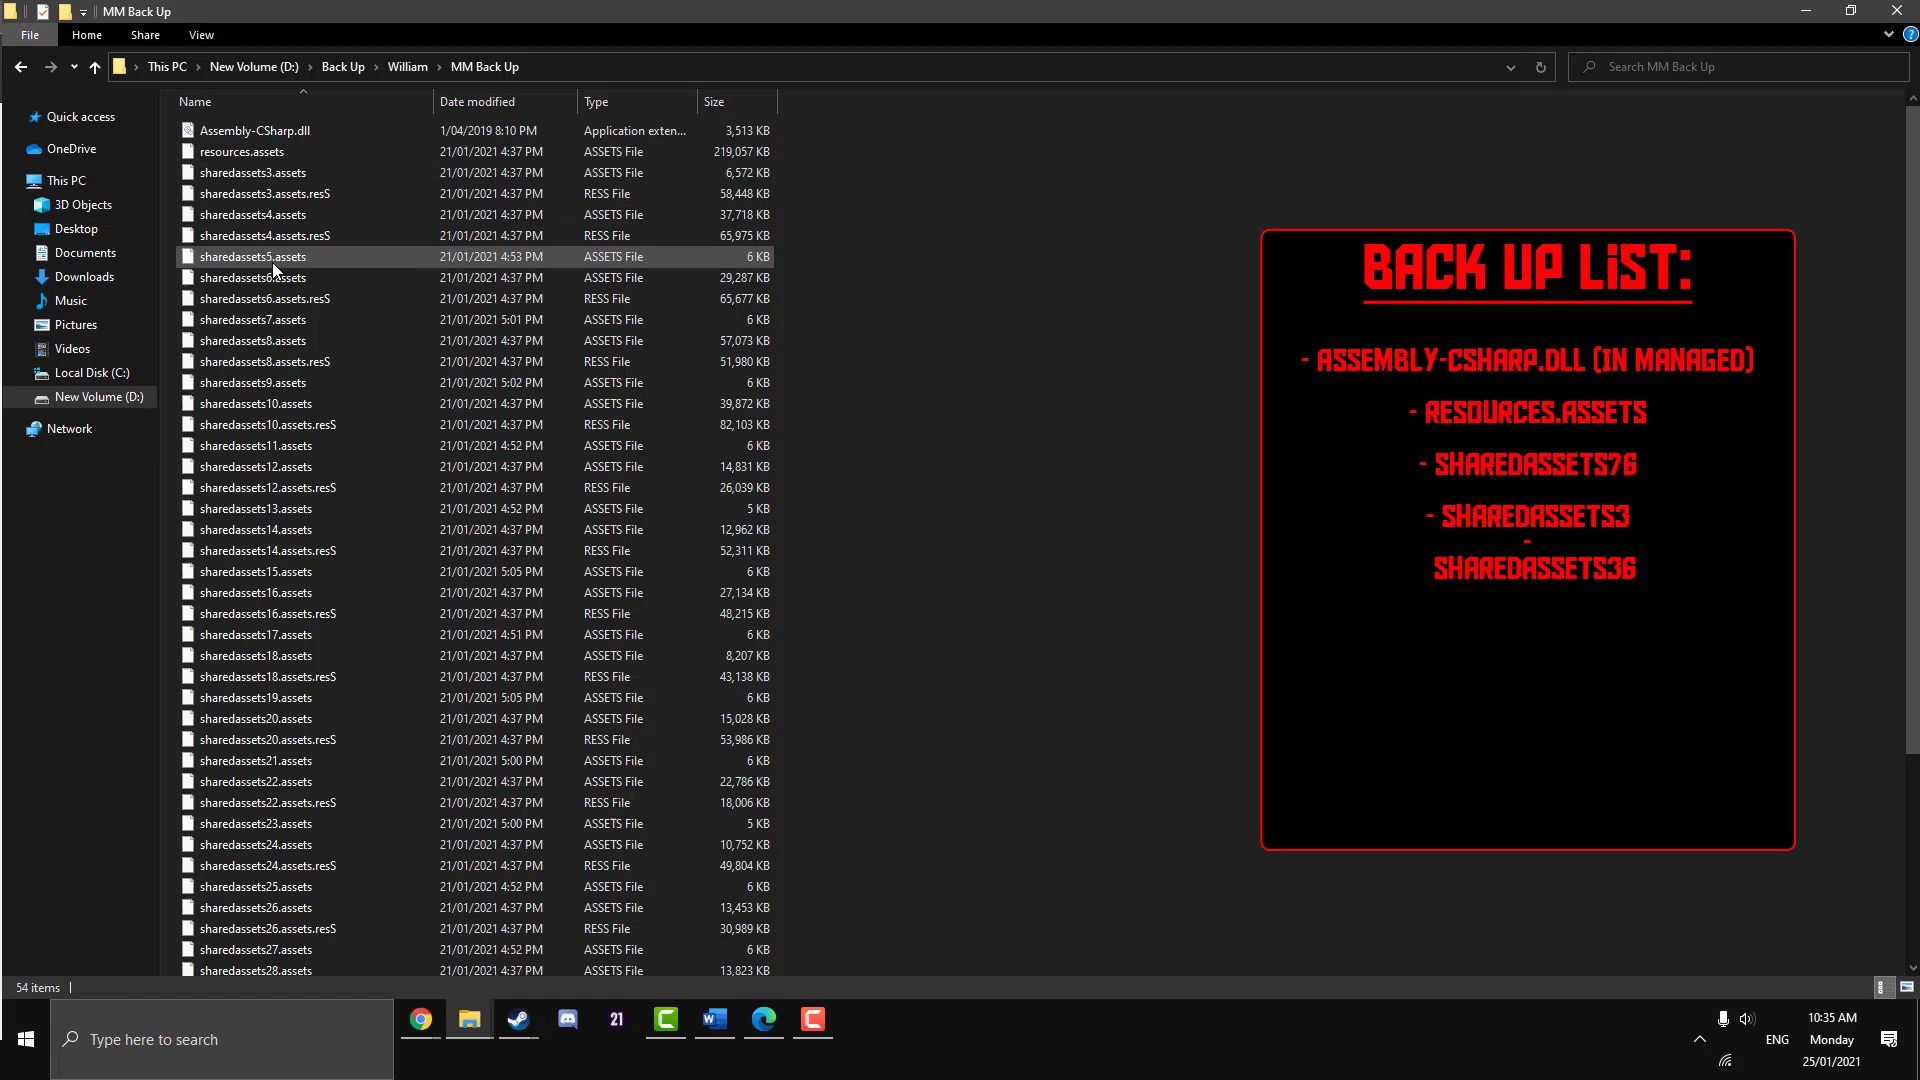 MM Back Up
File Home Share View
This PC New Volume (D:) Back Up William MM Back Up
Search MM Back Up
Quick access
OneDrive
This PC
3D Objects
Desktop
Documents
Downloads
Music
Pictures
Videos
Local Disk (C:)
New Volume (D:)
Network
Name Date modified Type Size
Assembly-CSharp.dll 1/04/2019 8:10 PM Application exten... 3,513 KB
resources.assets 21/01/2021 4:37 PM ASSETS File 219,057 KB
sharedassets3.assets 21/01/2021 4:37 PM ASSETS File 6,572 KB
sharedassets3.assets.resS 21/01/2021 4:37 PM RESS File 58,448 KB
sharedassets4.assets 21/01/2021 4:37 PM ASSETS File 37,718 KB
sharedassets4.assets.resS 21/01/2021 4:37 PM RESS File 65,975 KB
sharedassets5.assets 21/01/2021 4:53 PM ASSETS File 6 KB
sharedassets6.assets 21/01/2021 4:37 PM ASSETS File 29,287 KB
sharedassets6.assets.resS 21/01/2021 4:37 PM RESS File 65,677 KB
sharedassets7.assets 21/01/2021 5:01 PM ASSETS File 6 KB
sharedassets8.assets 21/01/2021 4:37 PM ASSETS File 57,073 KB
sharedassets8.assets.resS 21/01/2021 4:37 PM RESS File 51,980 KB
sharedassets9.assets 21/01/2021 5:02 PM ASSETS File 6 KB
sharedassets10.assets 21/01/2021 4:37 PM ASSETS File 39,872 KB
sharedassets10.assets.resS 21/01/2021 4:37 PM RESS File 82,103 KB
sharedassets11.assets 21/01/2021 4:52 PM ASSETS File 6 KB
sharedassets12.assets 21/01/2021 4:37 PM ASSETS File 14,831 KB
sharedassets12.assets.resS 21/01/2021 4:37 PM RESS File 26,039 KB
sharedassets13.assets 21/01/2021 4:52 PM ASSETS File 5 KB
sharedassets14.assets 21/01/2021 4:37 PM ASSETS File 12,962 KB
sharedassets14.assets.resS 21/01/2021 4:37 PM RESS File 52,311 KB
sharedassets15.assets 21/01/2021 5:05 PM ASSETS File 6 KB
sharedassets16.assets 21/01/2021 4:37 PM ASSETS File 27,134 KB
sharedassets16.assets.resS 21/01/2021 4:37 PM RESS File 48,215 KB
sharedassets17.assets 21/01/2021 4:51 PM ASSETS File 6 KB
sharedassets18.assets 21/01/2021 4:37 PM ASSETS File 8,207 KB
sharedassets18.assets.resS 21/01/2021 4:37 PM RESS File 43,138 KB
sharedassets19.assets 21/01/2021 5:05 PM ASSETS File 6 KB
sharedassets20.assets 21/01/2021 4:37 PM ASSETS File 15,028 KB
sharedassets20.assets.resS 21/01/2021 4:37 PM RESS File 53,986 KB
sharedassets21.assets 21/01/2021 5:00 PM ASSETS File 6 KB
sharedassets22.assets 21/01/2021 4:37 PM ASSETS File 22,786 KB
sharedassets22.assets.resS 21/01/2021 4:37 PM RESS File 18,006 KB
sharedassets23.assets 21/01/2021 5:00 PM ASSETS File 5 KB
sharedassets24.assets 21/01/2021 4:37 PM ASSETS File 10,752 KB
sharedassets24.assets.resS 21/01/2021 4:37 PM RESS File 49,804 KB
sharedassets25.assets 21/01/2021 4:52 PM ASSETS File 6 KB
sharedassets26.assets 21/01/2021 4:37 PM ASSETS File 13,453 KB
sharedassets26.assets.resS 21/01/2021 4:37 PM RESS File 30,989 KB
sharedassets27.assets 21/01/2021 4:52 PM ASSETS File 6 KB
sharedassets28.assets 21/01/2021 4:37 PM ASSETS File 13,823 KB
BACK UP LIST:
- ASSEMBLY-CSHARP.DLL (IN MANAGED)
- RESOURCES.ASSETS
- SHAREDASSETS76
- SHAREDASSETS3
-
SHAREDASSETS36
54 items
Type here to search
21
ENG
10:35 AM
Monday
25/01/2021